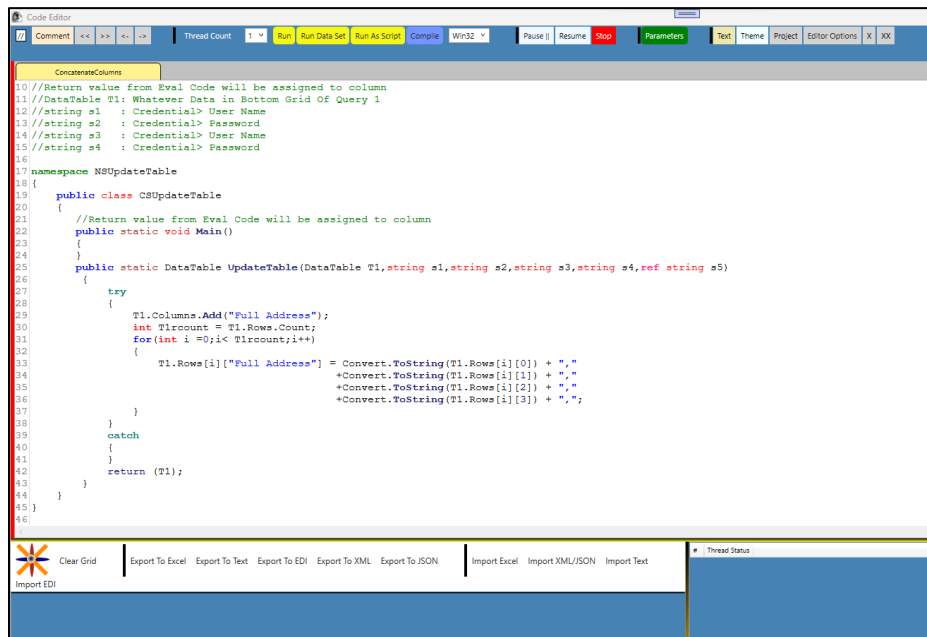 Code Editor
// Comment << >> <- -> Thread Count 1 Run Run Data Set Run As Script Compile Win32 Pause || Resume Stop Parameters Text Theme Project Editor Options X XX
ConcatenateColumns
10 //Return value from Eval Code will be assigned to column
11 //DataTable T1: Whatever Data in Bottom Grid Of Query 1
12 //string s1 : Credential> User Name
13 //string s2 : Credential> Password
14 //string s3 : Credential> User Name
15 //string s4 : Credential> Password
16
17 namespace NSUpdateTable
18 {
19 public class CSUpdateTable
20 {
21 //Return value from Eval Code will be assigned to column
22 public static void Main()
23 {
24 }
25 public static DataTable UpdateTable(DataTable T1,string s1,string s2,string s3,string s4,ref string s5)
26 {
27 try
28 {
29 T1.Columns.Add("Full Address");
30 int T1rcount = T1.Rows.Count;
31 for(int i =0;i< T1rcount;i++)
32 {
33 T1.Rows[i]["Full Address"] = Convert.ToString(T1.Rows[i][0]) + ","
34 +Convert.ToString(T1.Rows[i][1]) + ","
35 +Convert.ToString(T1.Rows[i][2]) + ","
36 +Convert.ToString(T1.Rows[i][3]) + ",";
37 }
38 }
39 catch
40 {
41 }
42 return (T1);
43 }
44 }
45 }
46
Clear Grid Export To Excel Export To Text Export To EDI Export To XML Export To JSON Import Excel Import XML/JSON Import Text
Import EDI
# Thread Status